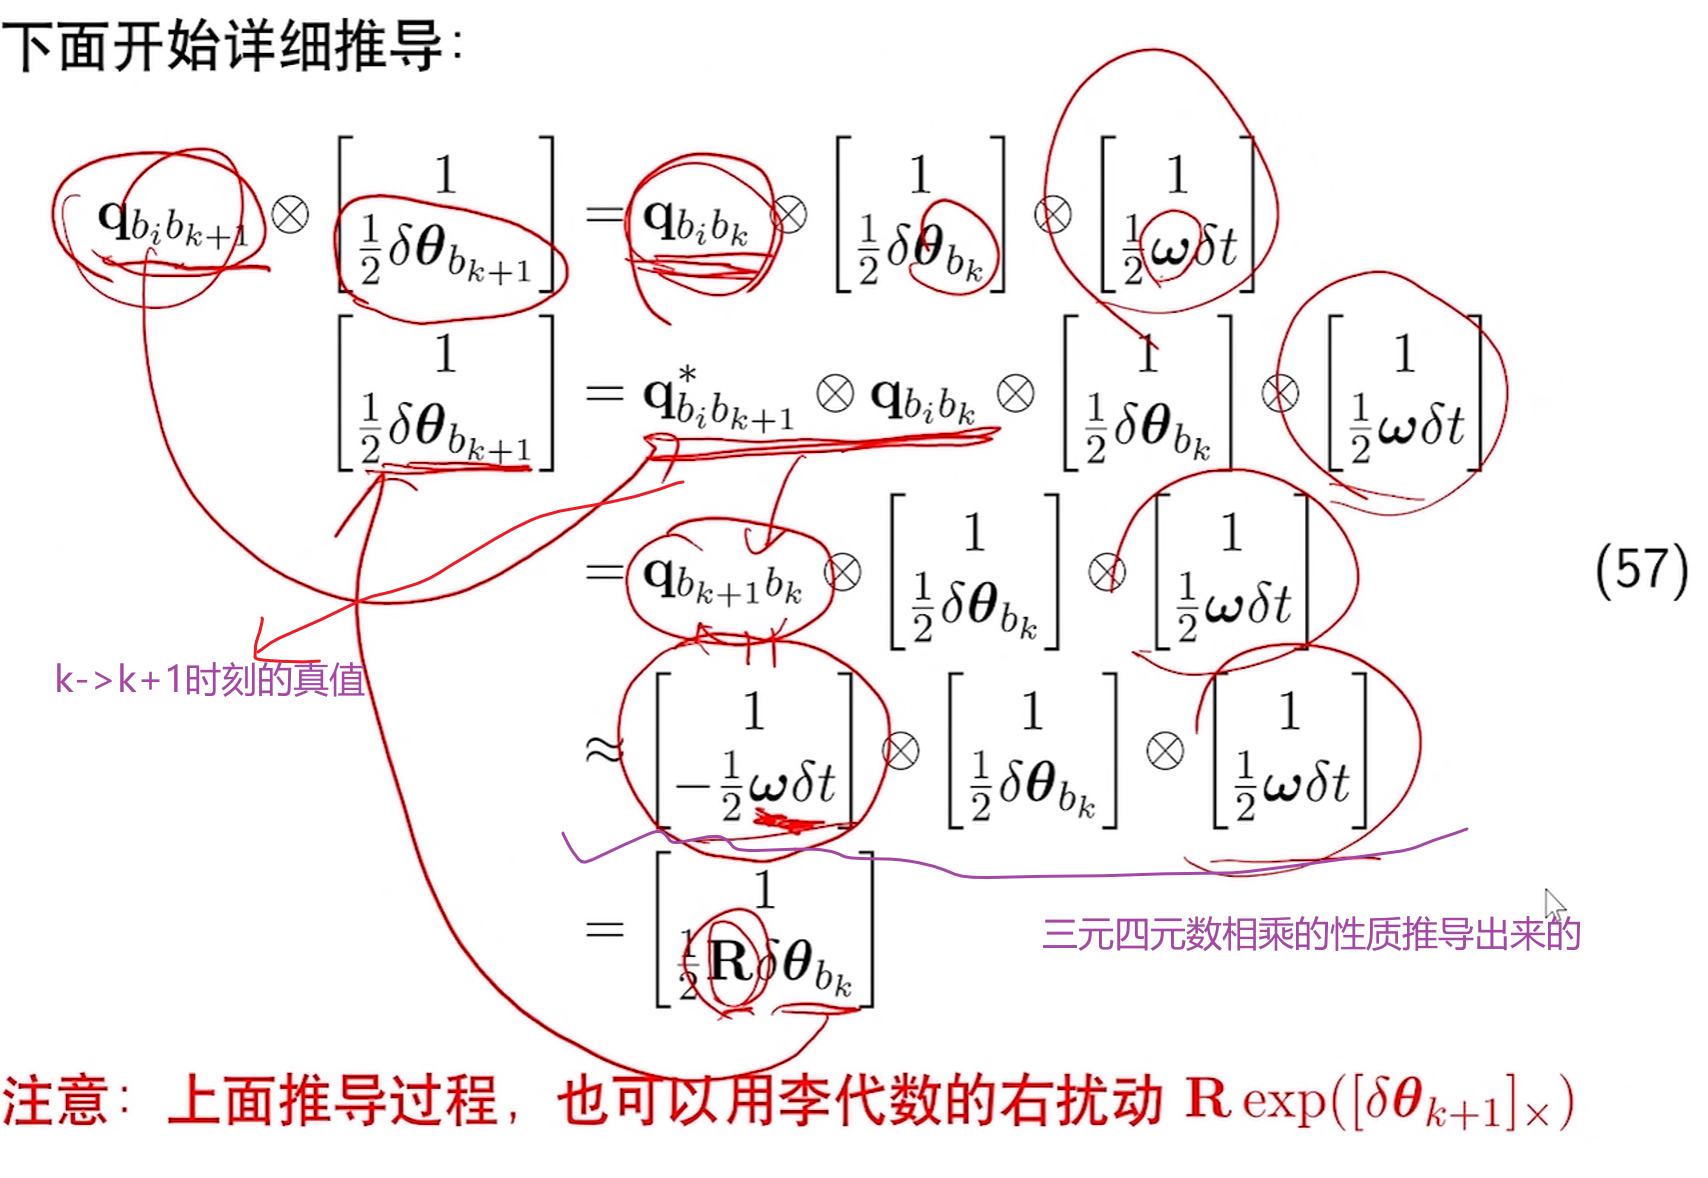 下面开始详细推导:
$\mathbf{q}_{b_i b_{k+1}} \otimes \begin{bmatrix} 1 \\ \frac{1}{2}\delta\boldsymbol{\theta}_{b_{k+1}} \end{bmatrix} = \mathbf{q}_{b_i b_k} \otimes \begin{bmatrix} 1 \\ \frac{1}{2}\delta\boldsymbol{\theta}_{b_k} \end{bmatrix} \otimes \begin{bmatrix} 1 \\ \frac{1}{2}\boldsymbol{\omega}\delta t \end{bmatrix}$
$\begin{bmatrix} 1 \\ \frac{1}{2}\delta\boldsymbol{\theta}_{b_{k+1}} \end{bmatrix} = \mathbf{q}^*_{b_i b_{k+1}} \otimes \mathbf{q}_{b_i b_k} \otimes \begin{bmatrix} 1 \\ \frac{1}{2}\delta\boldsymbol{\theta}_{b_k} \end{bmatrix} \otimes \begin{bmatrix} 1 \\ \frac{1}{2}\boldsymbol{\omega}\delta t \end{bmatrix}$
$= \mathbf{q}_{b_{k+1} b_k} \otimes \begin{bmatrix} 1 \\ \frac{1}{2}\delta\boldsymbol{\theta}_{b_k} \end{bmatrix} \otimes \begin{bmatrix} 1 \\ \frac{1}{2}\boldsymbol{\omega}\delta t \end{bmatrix}$ (57)
k->k+1时刻的真值
$\approx \begin{bmatrix} 1 \\ -\frac{1}{2}\boldsymbol{\omega}\delta t \end{bmatrix} \otimes \begin{bmatrix} 1 \\ \frac{1}{2}\delta\boldsymbol{\theta}_{b_k} \end{bmatrix} \otimes \begin{bmatrix} 1 \\ \frac{1}{2}\boldsymbol{\omega}\delta t \end{bmatrix}$
$= \begin{bmatrix} 1 \\ \frac{1}{2}\mathbf{R}\delta\boldsymbol{\theta}_{b_k} \end{bmatrix}$
三元四元数相乘的性质推导出来的
注意: 上面推导过程, 也可以用李代数的右扰动 $\mathbf{R}\exp([\delta\boldsymbol{\theta}_{k+1}]_\times)$